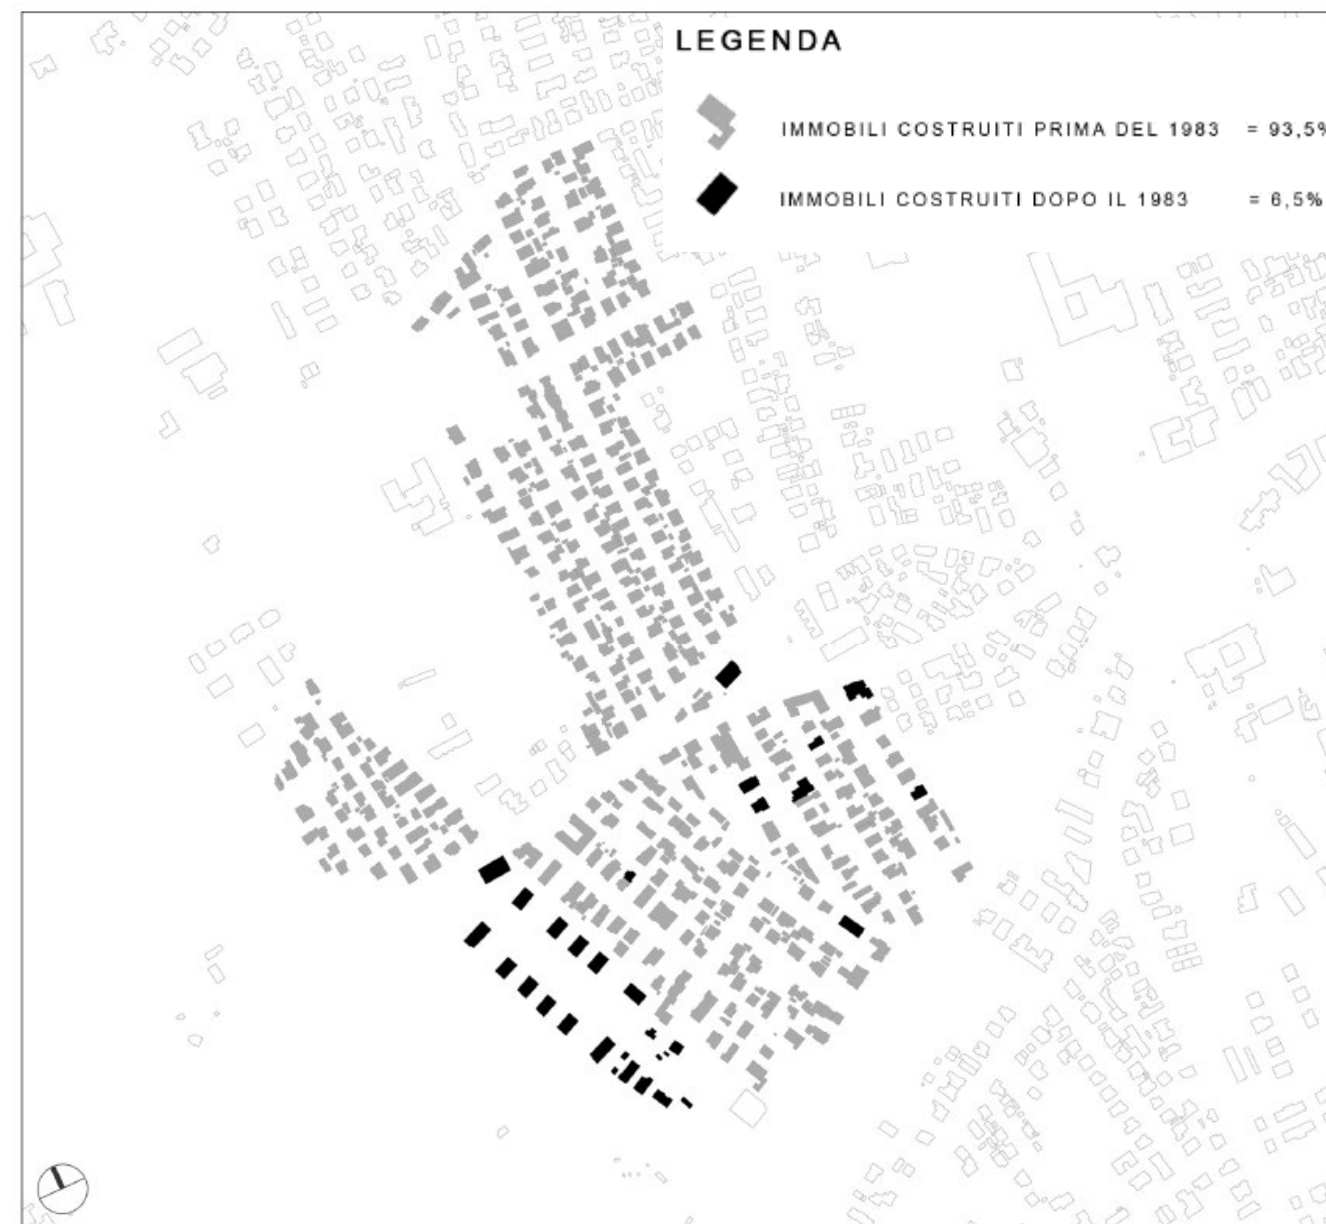 LEGENDA
IMMOBILI COSTRUITI PRIMA DEL 1983 = 93,5%
IMMOBILI COSTRUITI DOPO IL 1983 = 6,5%